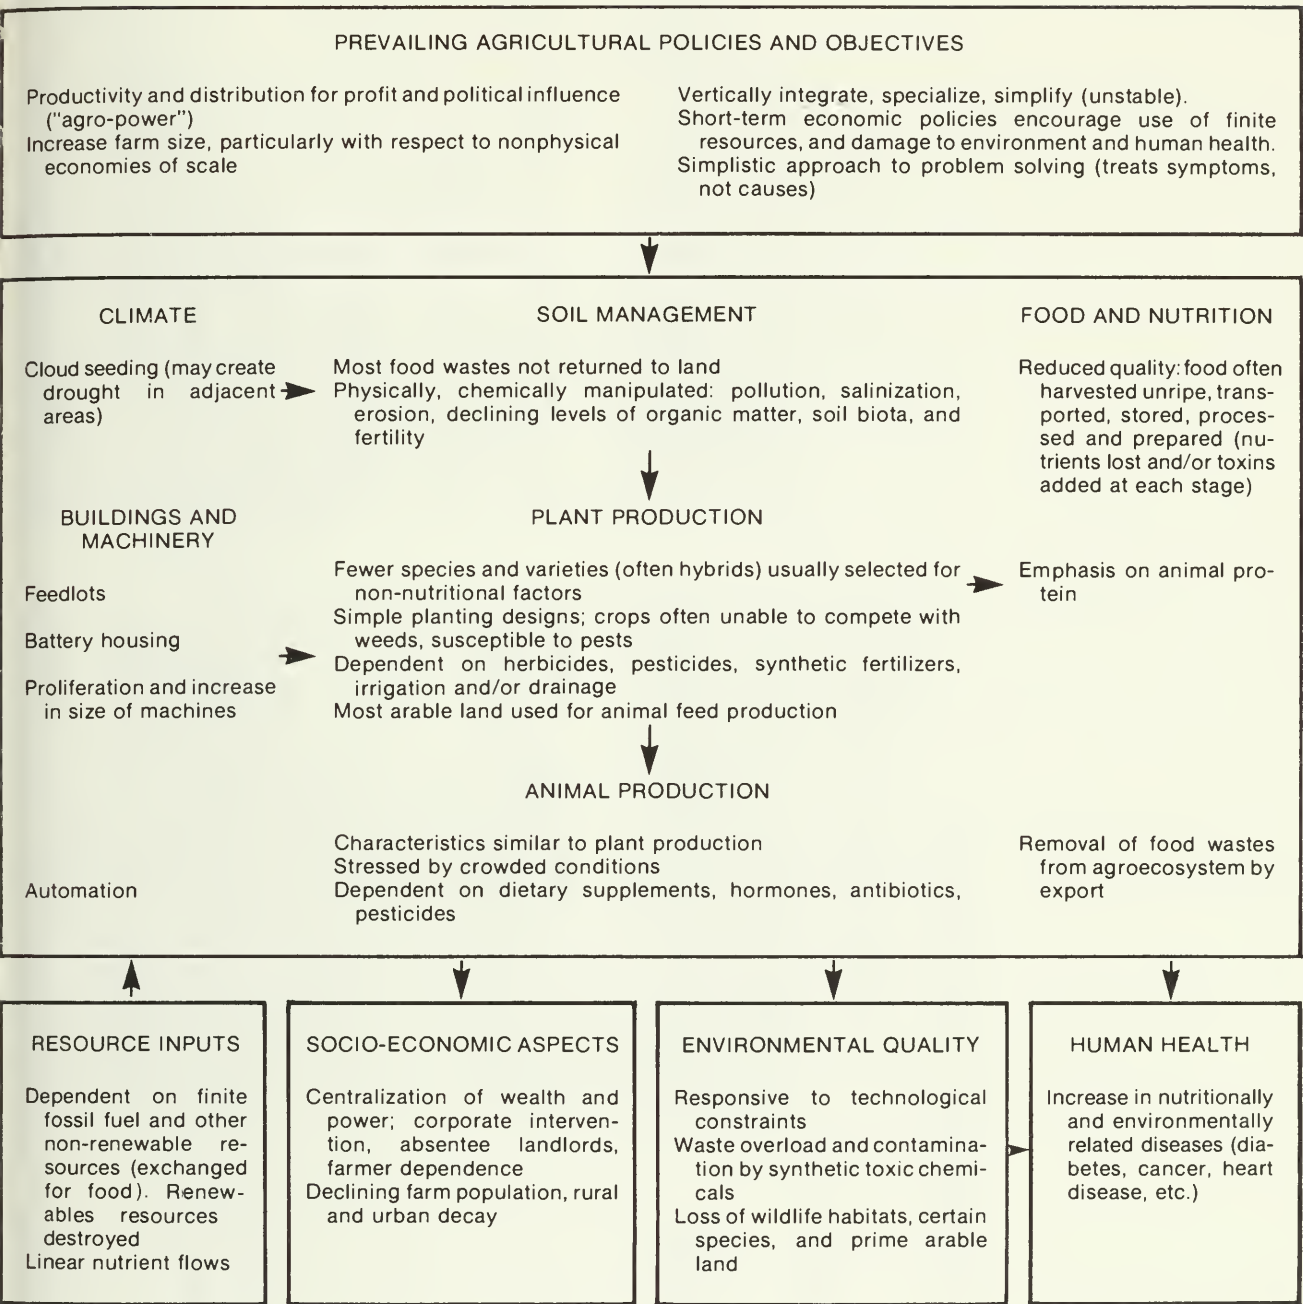 PREVAILING AGRICULTURAL POLICIES AND OBJECTIVES
Productivity and distribution for profit and political influence
("agro-power")
Increase farm size, particularly with respect to nonphysical
economies of scale
Vertically integrate, specialize, simplify (unstable).
Short-term economic policies encourage use of finite
resources, and damage to environment and human health.
Simplistic approach to problem solving (treats symptoms,
not causes)
CLIMATE
Cloud seeding (may create
drought in adjacent
areas)
BUILDINGS AND
MACHINERY
Feedlots
Battery housing
Proliferation and increase
in size of machines
Automation
SOIL MANAGEMENT
Most food wastes not returned to land
Physically, chemically manipulated: pollution, salinization,
erosion, declining levels of organic matter, soil biota, and
fertility
PLANT PRODUCTION
Fewer species and varieties (often hybrids) usually selected for
non-nutritional factors
Simple planting designs; crops often unable to compete with
weeds, susceptible to pests
Dependent on herbicides, pesticides, synthetic fertilizers,
irrigation and/or drainage
Most arable land used for animal feed production
ANIMAL PRODUCTION
Characteristics similar to plant production
Stressed by crowded conditions
Dependent on dietary supplements, hormones, antibiotics,
pesticides
FOOD AND NUTRITION
Reduced quality: food often
harvested unripe, trans-
ported, stored, proces-
sed and prepared (nu-
trients lost and/or toxins
added at each stage)
Emphasis on animal pro-
tein
Removal of food wastes
from agroecosystem by
export
RESOURCE INPUTS
Dependent on finite
fossil fuel and other
non-renewable re-
sources (exchanged
for food). Renew-
ables resources
destroyed
Linear nutrient flows
SOCIO-ECONOMIC ASPECTS
Centralization of wealth and
power; corporate interven-
tion, absentee landlords,
farmer dependence
Declining farm population, rural
and urban decay
ENVIRONMENTAL QUALITY
Responsive to technological
constraints
Waste overload and contamina-
tion by synthetic toxic chemi-
cals
Loss of wildlife habitats, certain
species, and prime arable
land
HUMAN HEALTH
Increase in nutritionally
and environmentally
related diseases (dia-
betes, cancer, heart
disease, etc.)